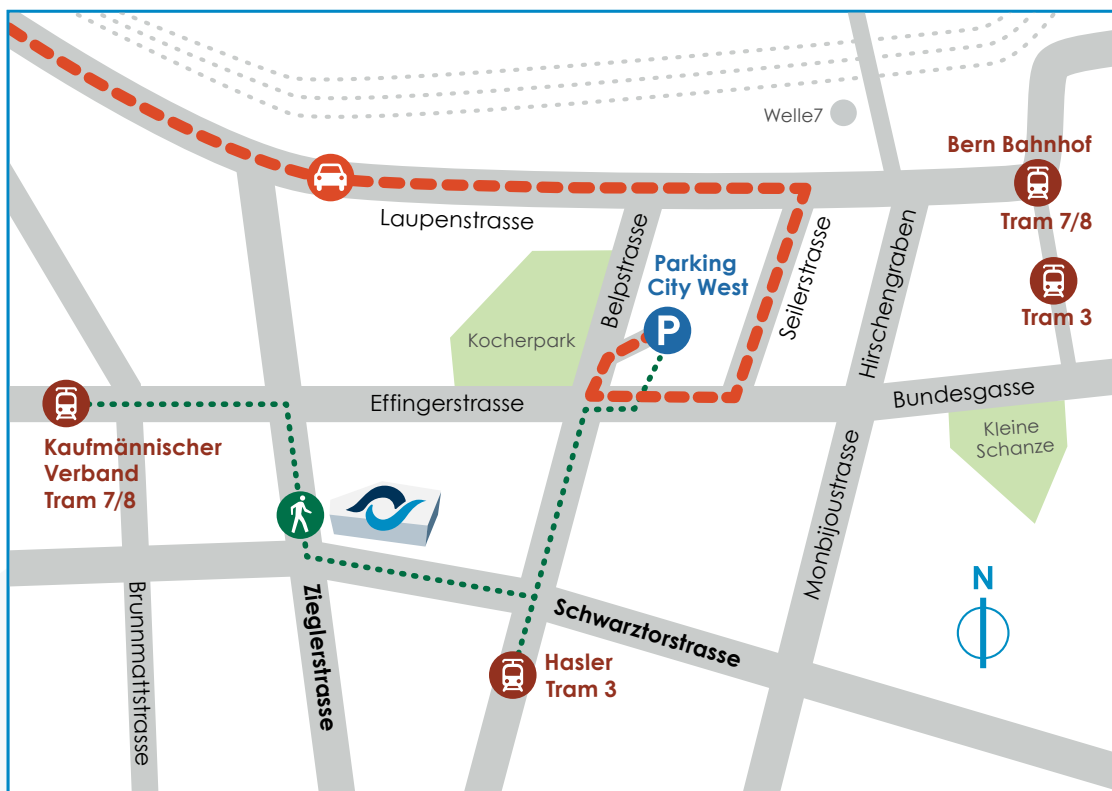 Welle7
Bern Bahnhof
Tram 7/8
Laupenstrasse
Tram 3
Belpstrasse
Parking
City West
P
Seilerstrasse
Hirschengraben
Kocherpark
Effingerstrasse
Bundesgasse
Kleine
Schanze
Kaufmännischer
Verband
Tram 7/8
Monbijoustrasse
Brunnmattstrasse
Zieglerstrasse
Schwarztorstrasse
N
Hasler
Tram 3